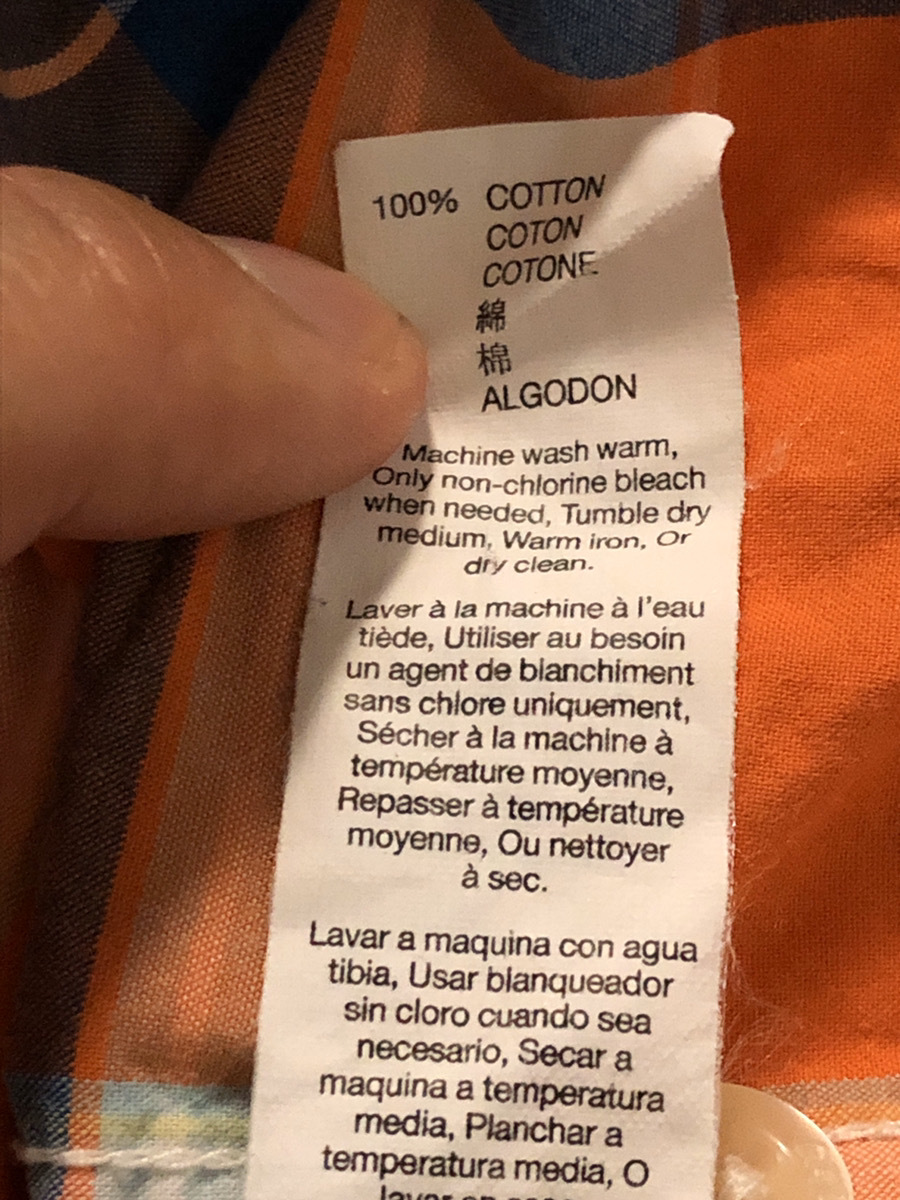 100% COTTON
COTON
COTONE
綿
棉
ALGODON
Machine wash warm,
Only non-chlorine bleach
when needed, Tumble dry
medium, Warm iron, Or
dry clean.
Laver à la machine à l'eau
tiède, Utiliser au besoin
un agent de blanchiment
sans chlore uniquement,
Sécher à la machine à
température moyenne,
Repasser à température
moyenne, Ou nettoyer
à sec.
Lavar a maquina con agua
tibia, Usar blanqueador
sin cloro cuando sea
necesario, Secar a
maquina a temperatura
media, Planchar a
temperatura media, O